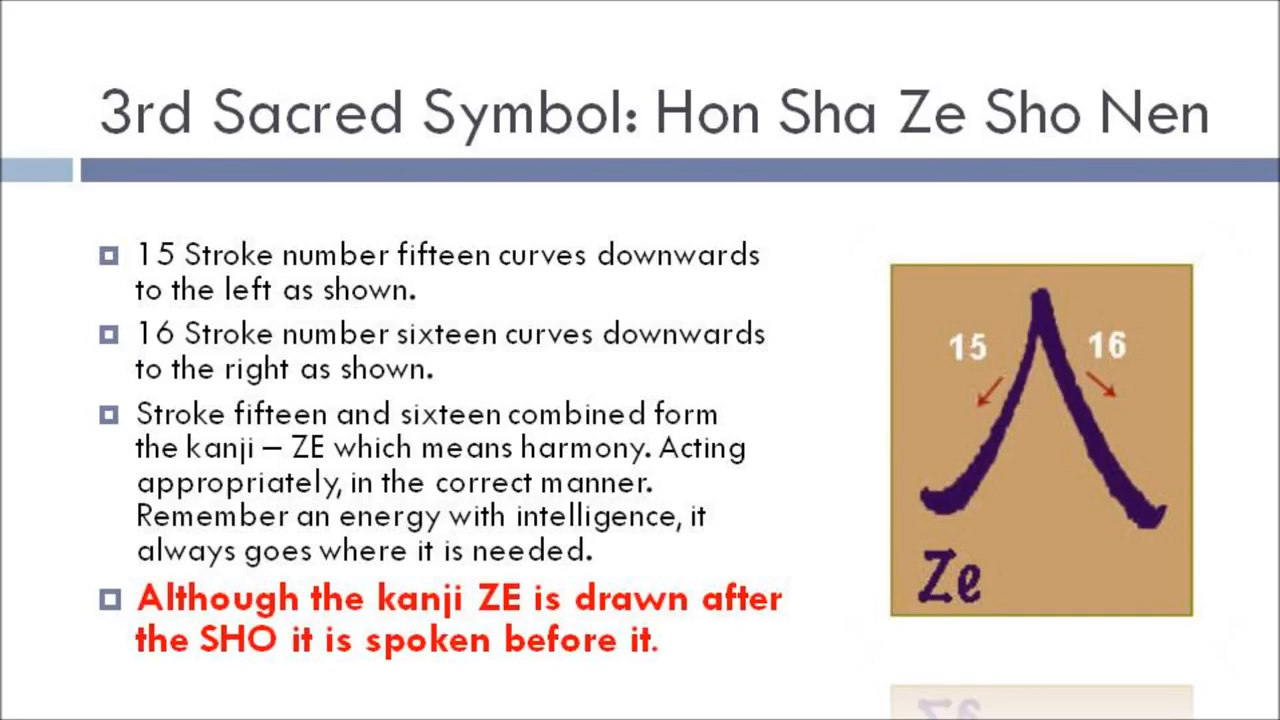 3rd Sacred Symbol: Hon Sha Ze Sho Nen
15 Stroke number fifteen curves downwards
to the left as shown.
16 Stroke number sixteen curves downwards
to the right as shown.
Stroke fifteen and sixteen combined form
the kanji – ZE which means harmony. Acting
appropriately, in the correct manner.
Remember an energy with intelligence, it
always goes where it is needed.
Although the kanji ZE is drawn after
the SHO it is spoken before it.
15 16
Ze